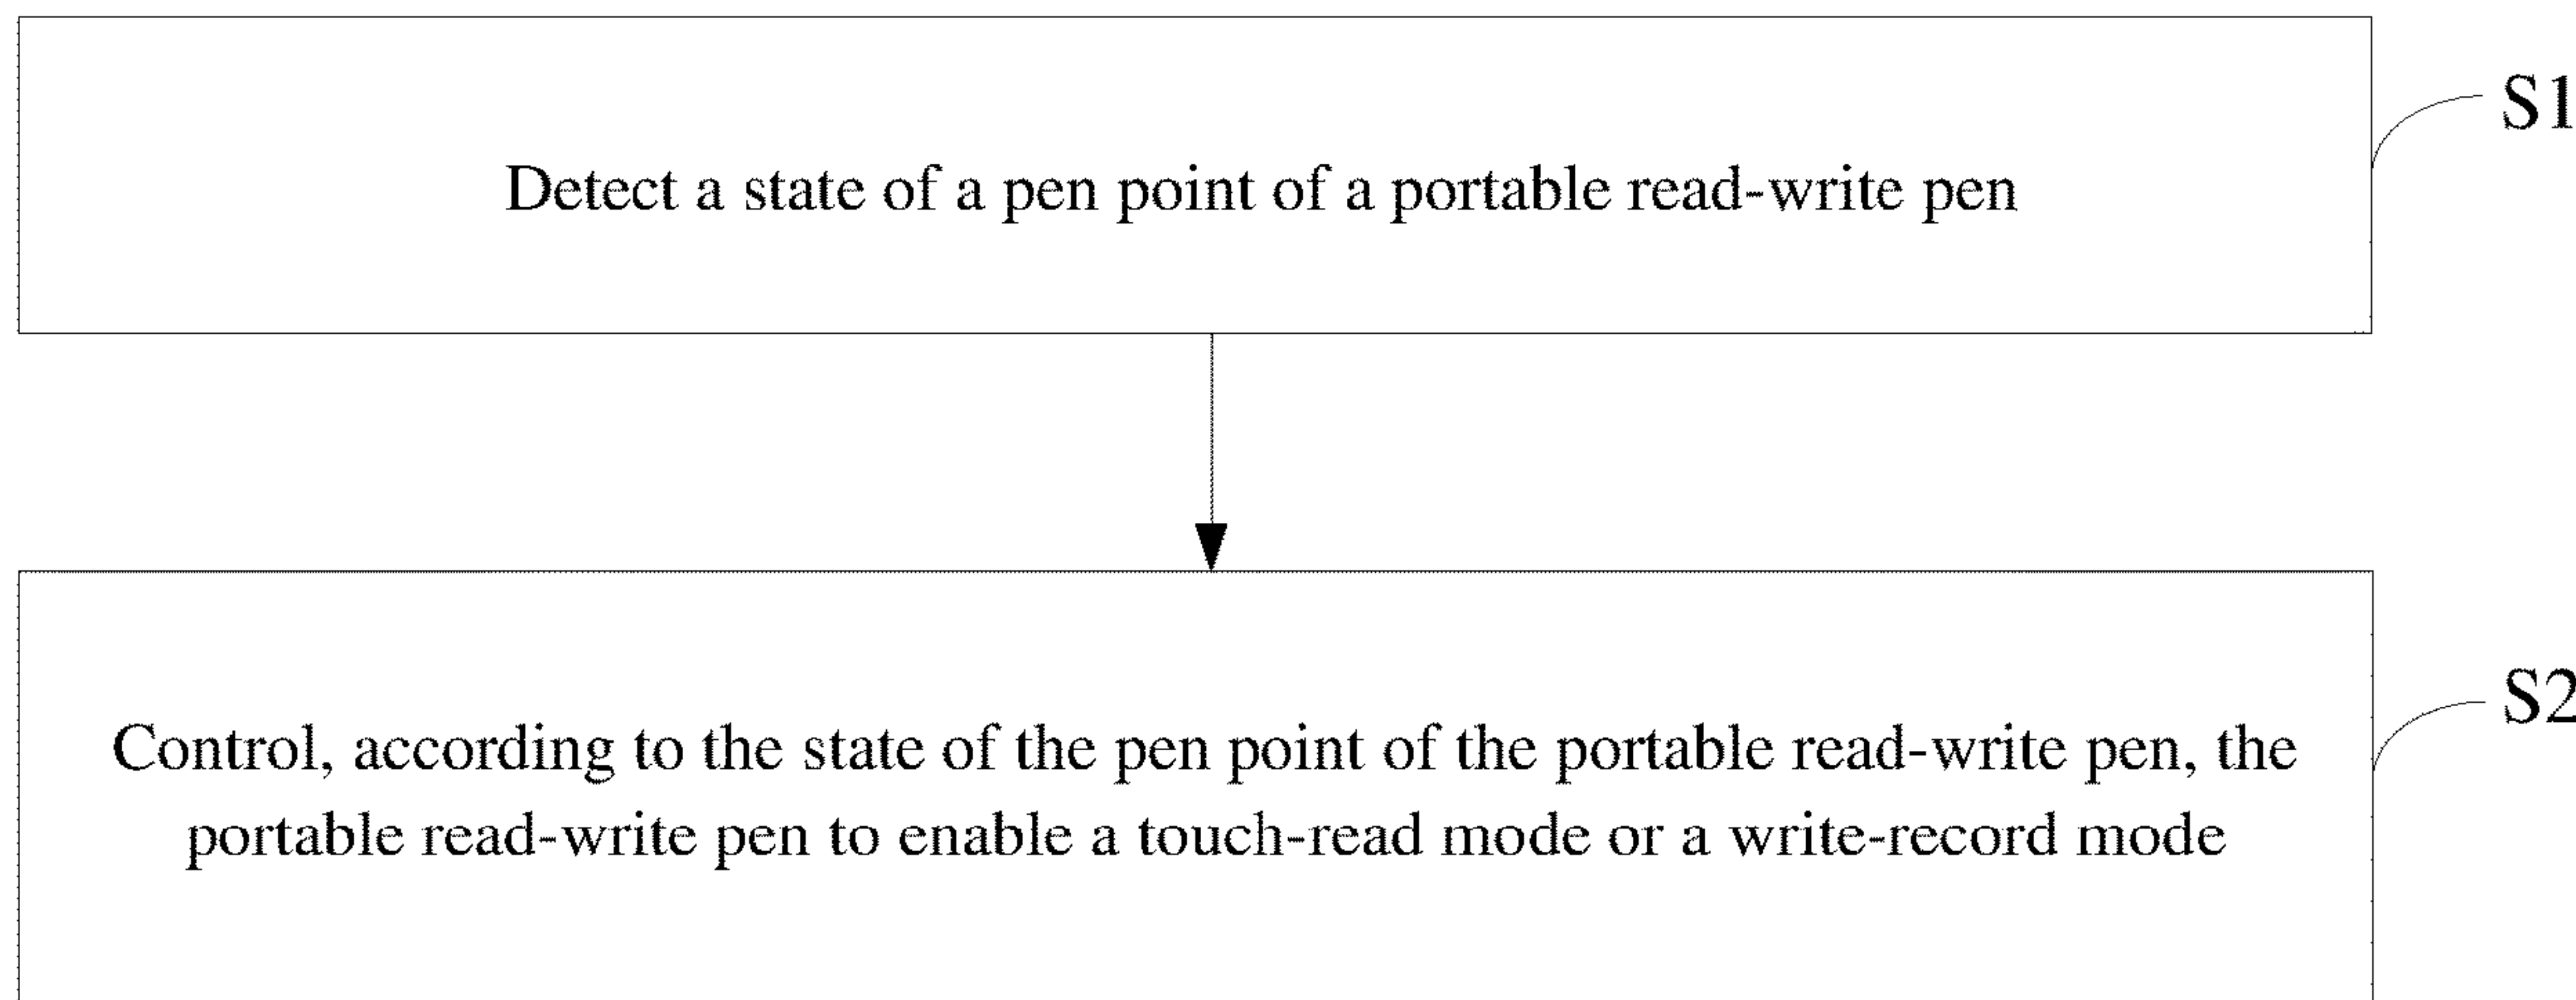 S1
Detect a state of a pen point of a portable read-write pen
S2
Control, according to the state of the pen point of the portable read-write pen, the
portable read-write pen to enable a touch-read mode or a write-record mode